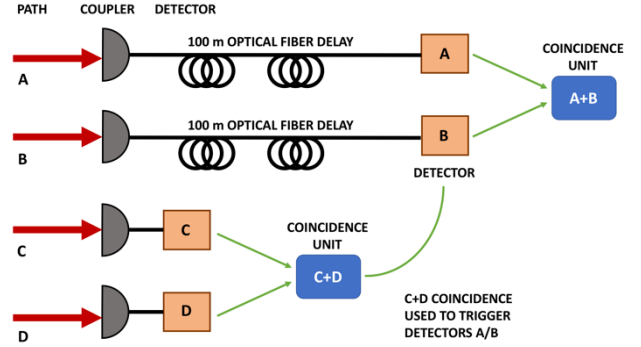 PATH COUPLER DETECTOR
100 m OPTICAL FIBER DELAY
A
A
COINCIDENCE
UNIT
A+B
100 m OPTICAL FIBER DELAY
B
B
DETECTOR
C
C
COINCIDENCE
UNIT
C+D
D
D
C+D COINCIDENCE
USED TO TRIGGER
DETECTORS A/B